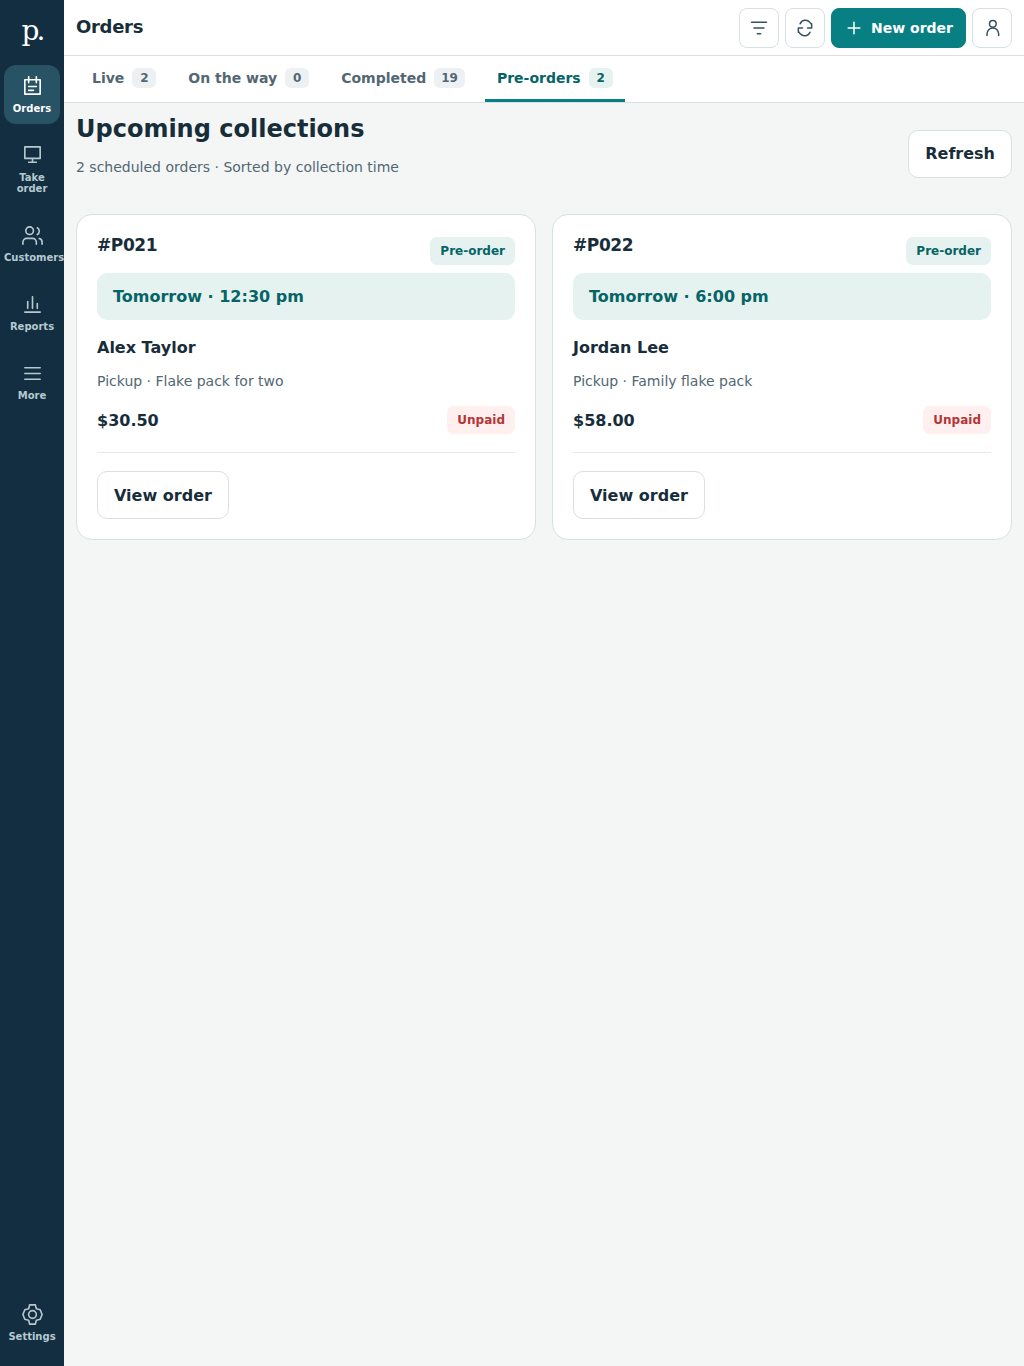 p.
Orders
Take
order
Customers
Reports
More
Settings
Orders
New order
Live 2
On the way 0
Completed 19
Pre-orders 2
Upcoming collections
2 scheduled orders · Sorted by collection time
Refresh
#P021
Pre-order
Tomorrow · 12:30 pm
Alex Taylor
Pickup · Flake pack for two
$30.50
Unpaid
View order
#P022
Pre-order
Tomorrow · 6:00 pm
Jordan Lee
Pickup · Family flake pack
$58.00
Unpaid
View order